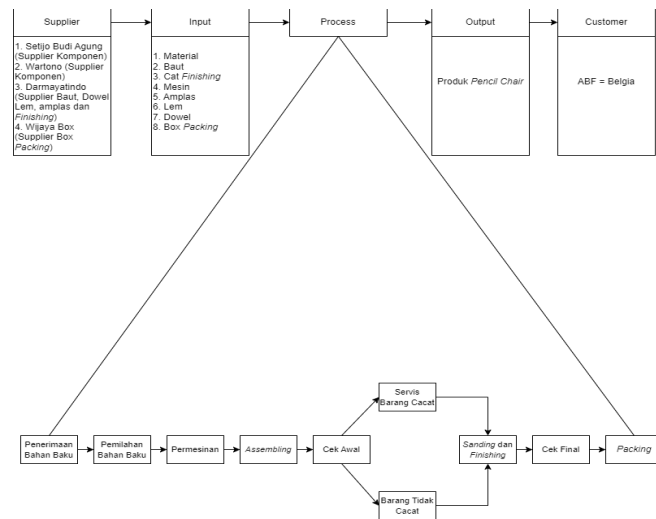 Supplier
Input
Process
Output
Customer
1. Setijo Budi Agung
(Supplier Komponen)
2. Wartono (Supplier
Komponen)
3. Darmayatindo
(Supplier Baut, Dowel
Lem, amplas dan
Finishing)
4. Wijaya Box
(Supplier Box
Packing)
1. Material
2. Baut
3. Cat Finishing
4. Mesin
5. Amplas
6. Lem
7. Dowel
8. Box Packing
Produk Pencil Chair
ABF = Belgia
Penerimaan
Bahan Baku
Pemilahan
Bahan Baku
Permesinan
Assembling
Cek Awal
Servis
Barang Cacat
Barang Tidak
Cacat
Sanding dan
Finishing
Cek Final
Packing